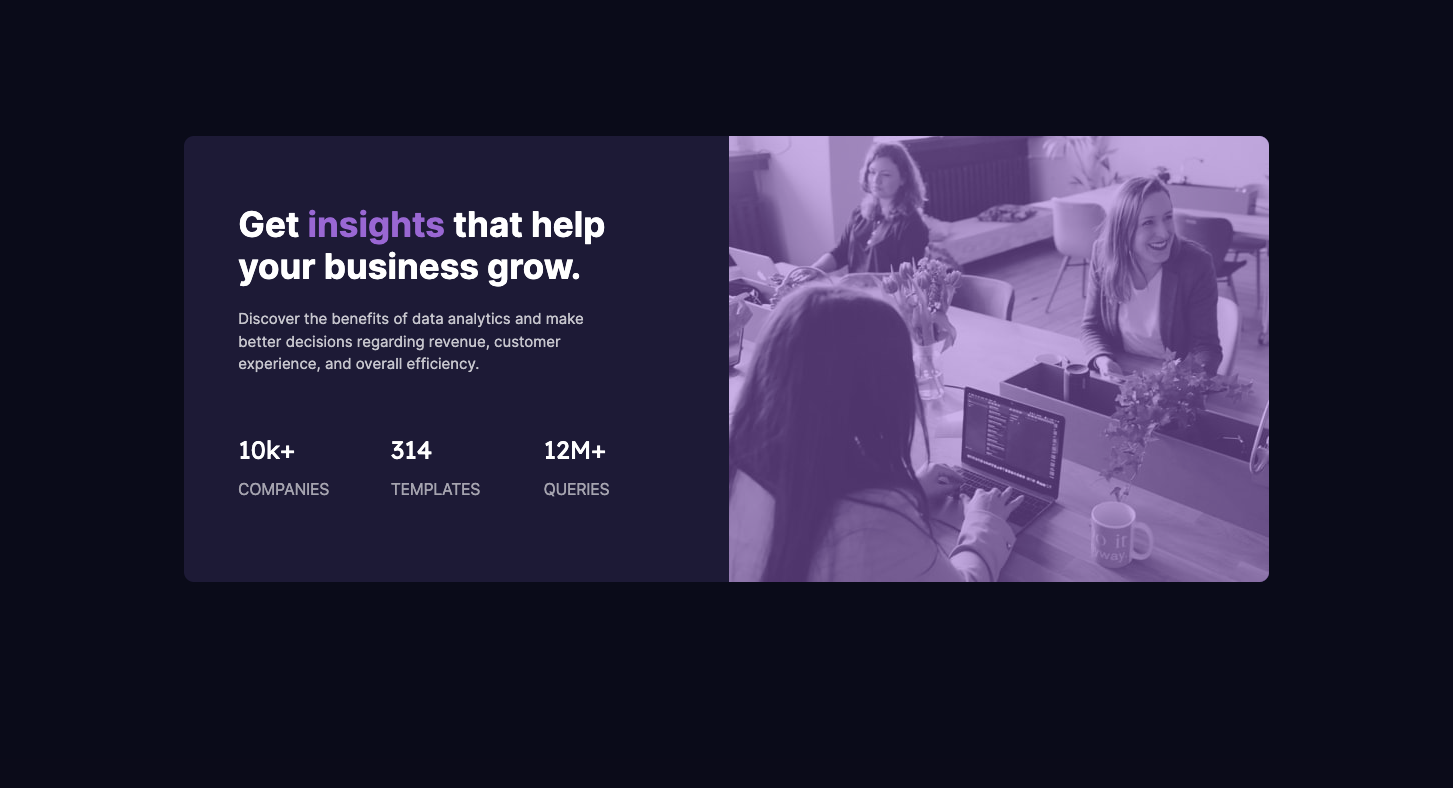 Get insights that help
your business grow.
Discover the benefits of data analytics and make
better decisions regarding revenue, customer
experience, and overall efficiency.
10k+ 314 12M+
COMPANIES TEMPLATES QUERIES
it